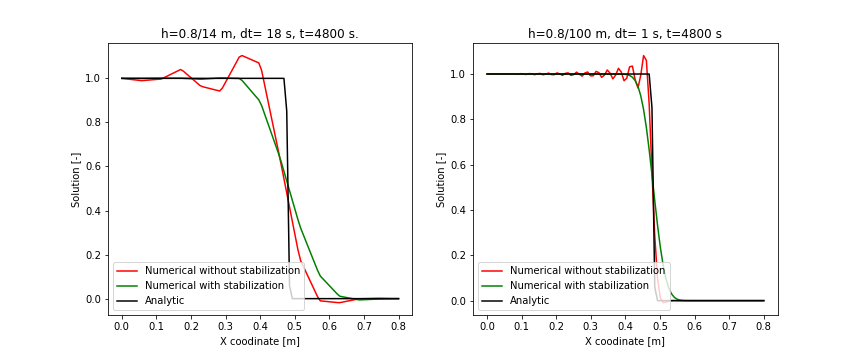 h=0.8/14 m, dt= 18 s, t=4800 s.
Solution [-]
1.0
0.8
0.6
0.4
0.2
0.0
Numerical without stabilization
Numerical with stabilization
Analytic
0.0 0.1 0.2 0.3 0.4 0.5 0.6 0.7 0.8
X coodinate [m]
h=0.8/100 m, dt= 1 s, t=4800 s
Solution [-]
1.0
0.8
0.6
0.4
0.2
0.0
Numerical without stabilization
Numerical with stabilization
Analytic
0.0 0.1 0.2 0.3 0.4 0.5 0.6 0.7 0.8
X coodinate [m]